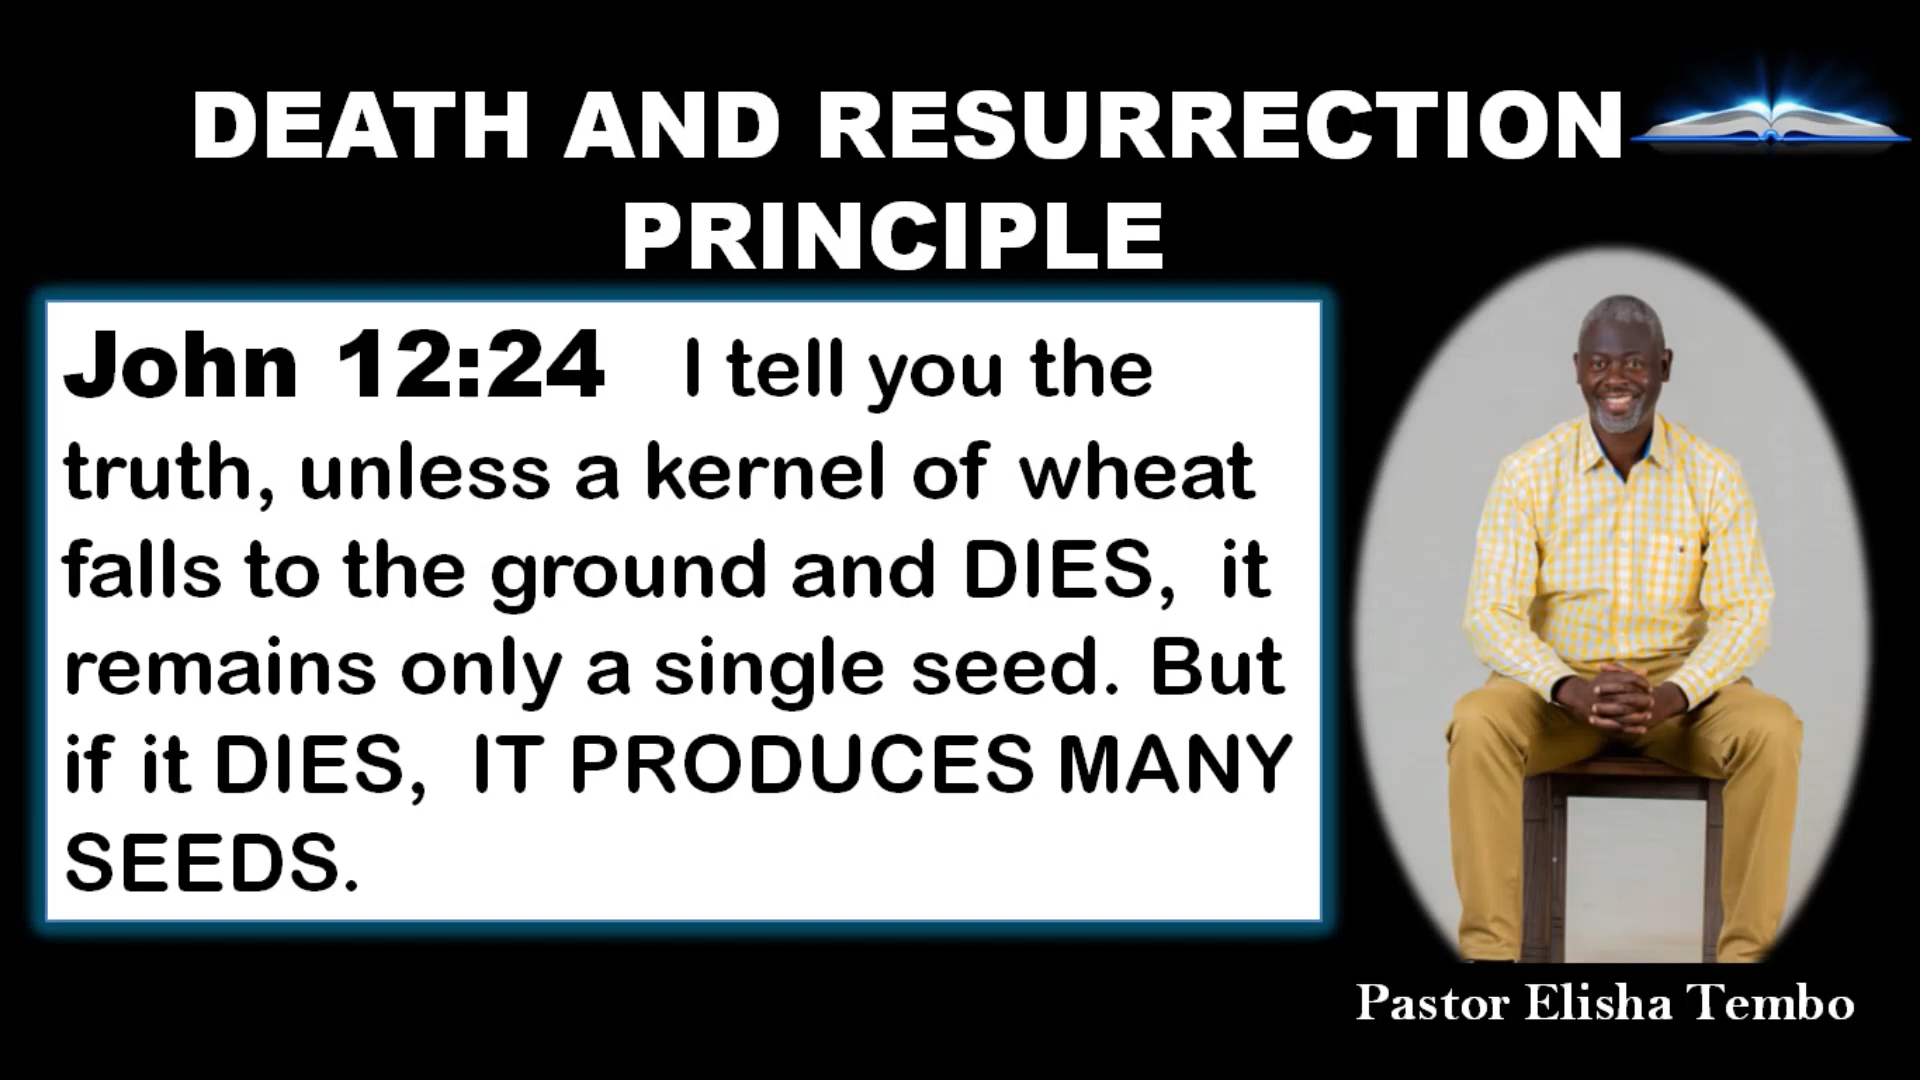 DEATH AND RESURRECTION
PRINCIPLE
John 12:24 I tell you the
truth, unless a kernel of wheat
falls to the ground and DIES, it
remains only a single seed. But
if it DIES, IT PRODUCES MANY
SEEDS.
Pastor Elisha Tembo